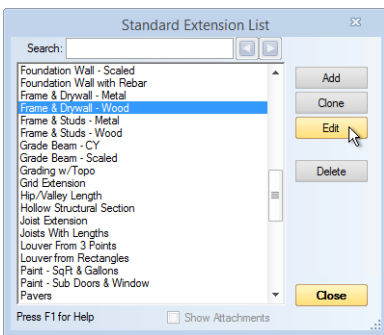 Standard Extension List
Search:
Foundation Wall - Scaled
Foundation Wall with Rebar
Frame & Drywall - Metal
Frame & Drywall - Wood
Frame & Studs - Metal
Frame & Studs - Wood
Grade Beam - CY
Grade Beam - Scaled
Grading w/Topo
Grid Extension
Hip/Valley Length
Hollow Structural Section
Joist Extension
Joists With Lengths
Louver From 3 Points
Louver from Rectangles
Paint - SqFt & Gallons
Paint - Sub Doors & Window
Pavers
Add
Clone
Edit
Delete
Close
Press F1 for Help
Show Attachments